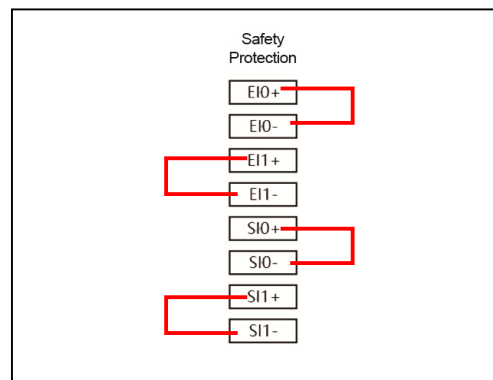 Safety
Protection
EI0+
EI0-
EI1+
EI1-
SI0+
SI0-
SI1+
SI1-